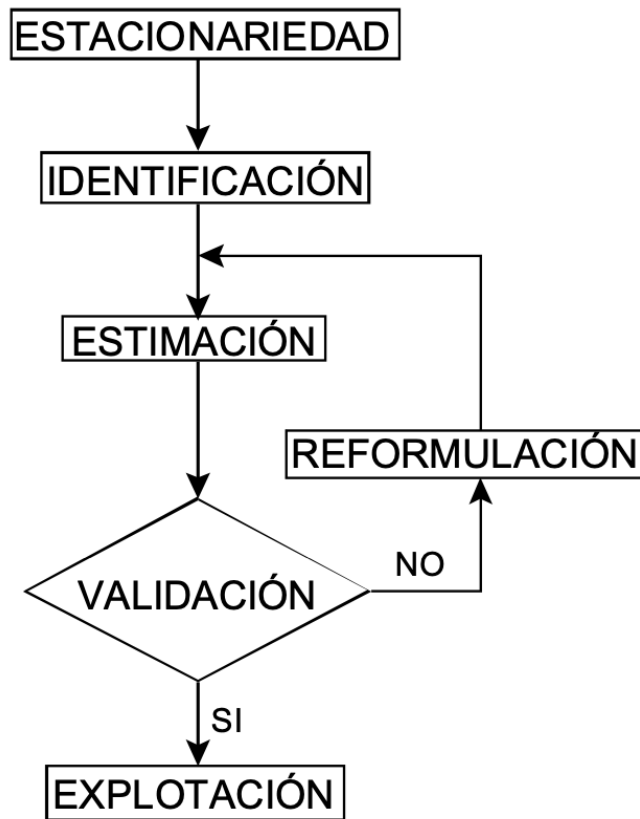 ESTACIONARIEDAD
IDENTIFICACIÓN
ESTIMACIÓN
REFORMULACIÓN
NO
VALIDACIÓN
SI
EXPLOTACIÓN